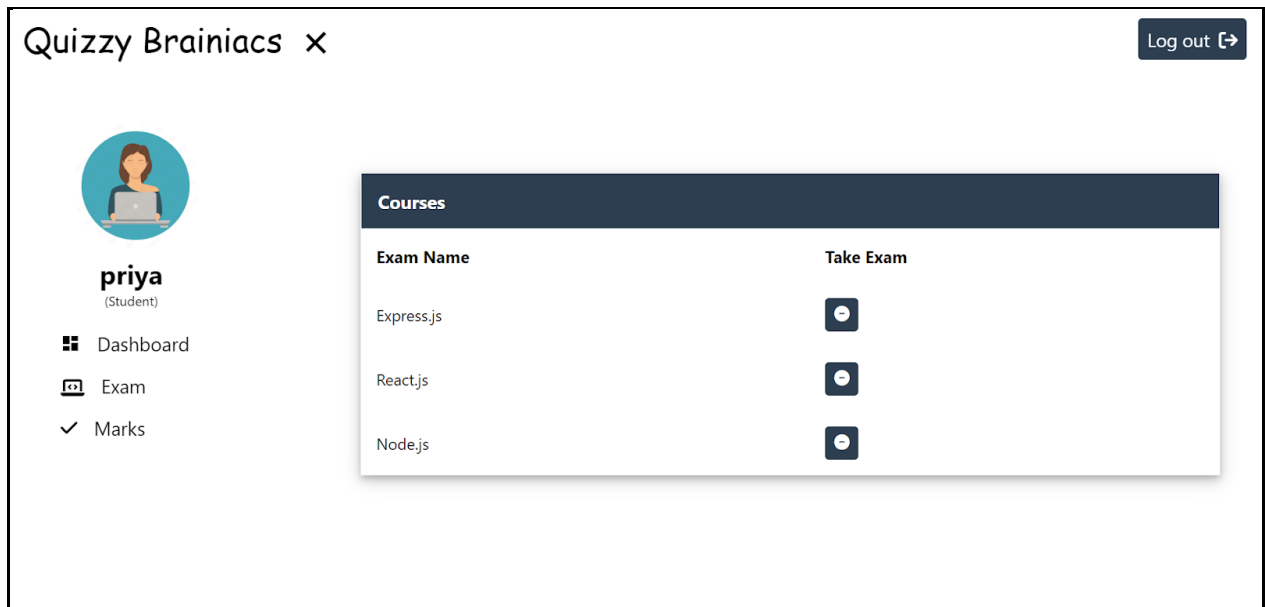 Quizzy Brainiacs
Log out
priya
(Student)
Dashboard
Exam
Marks
Courses
Exam Name Take Exam
Express.js
React.js
Node.js